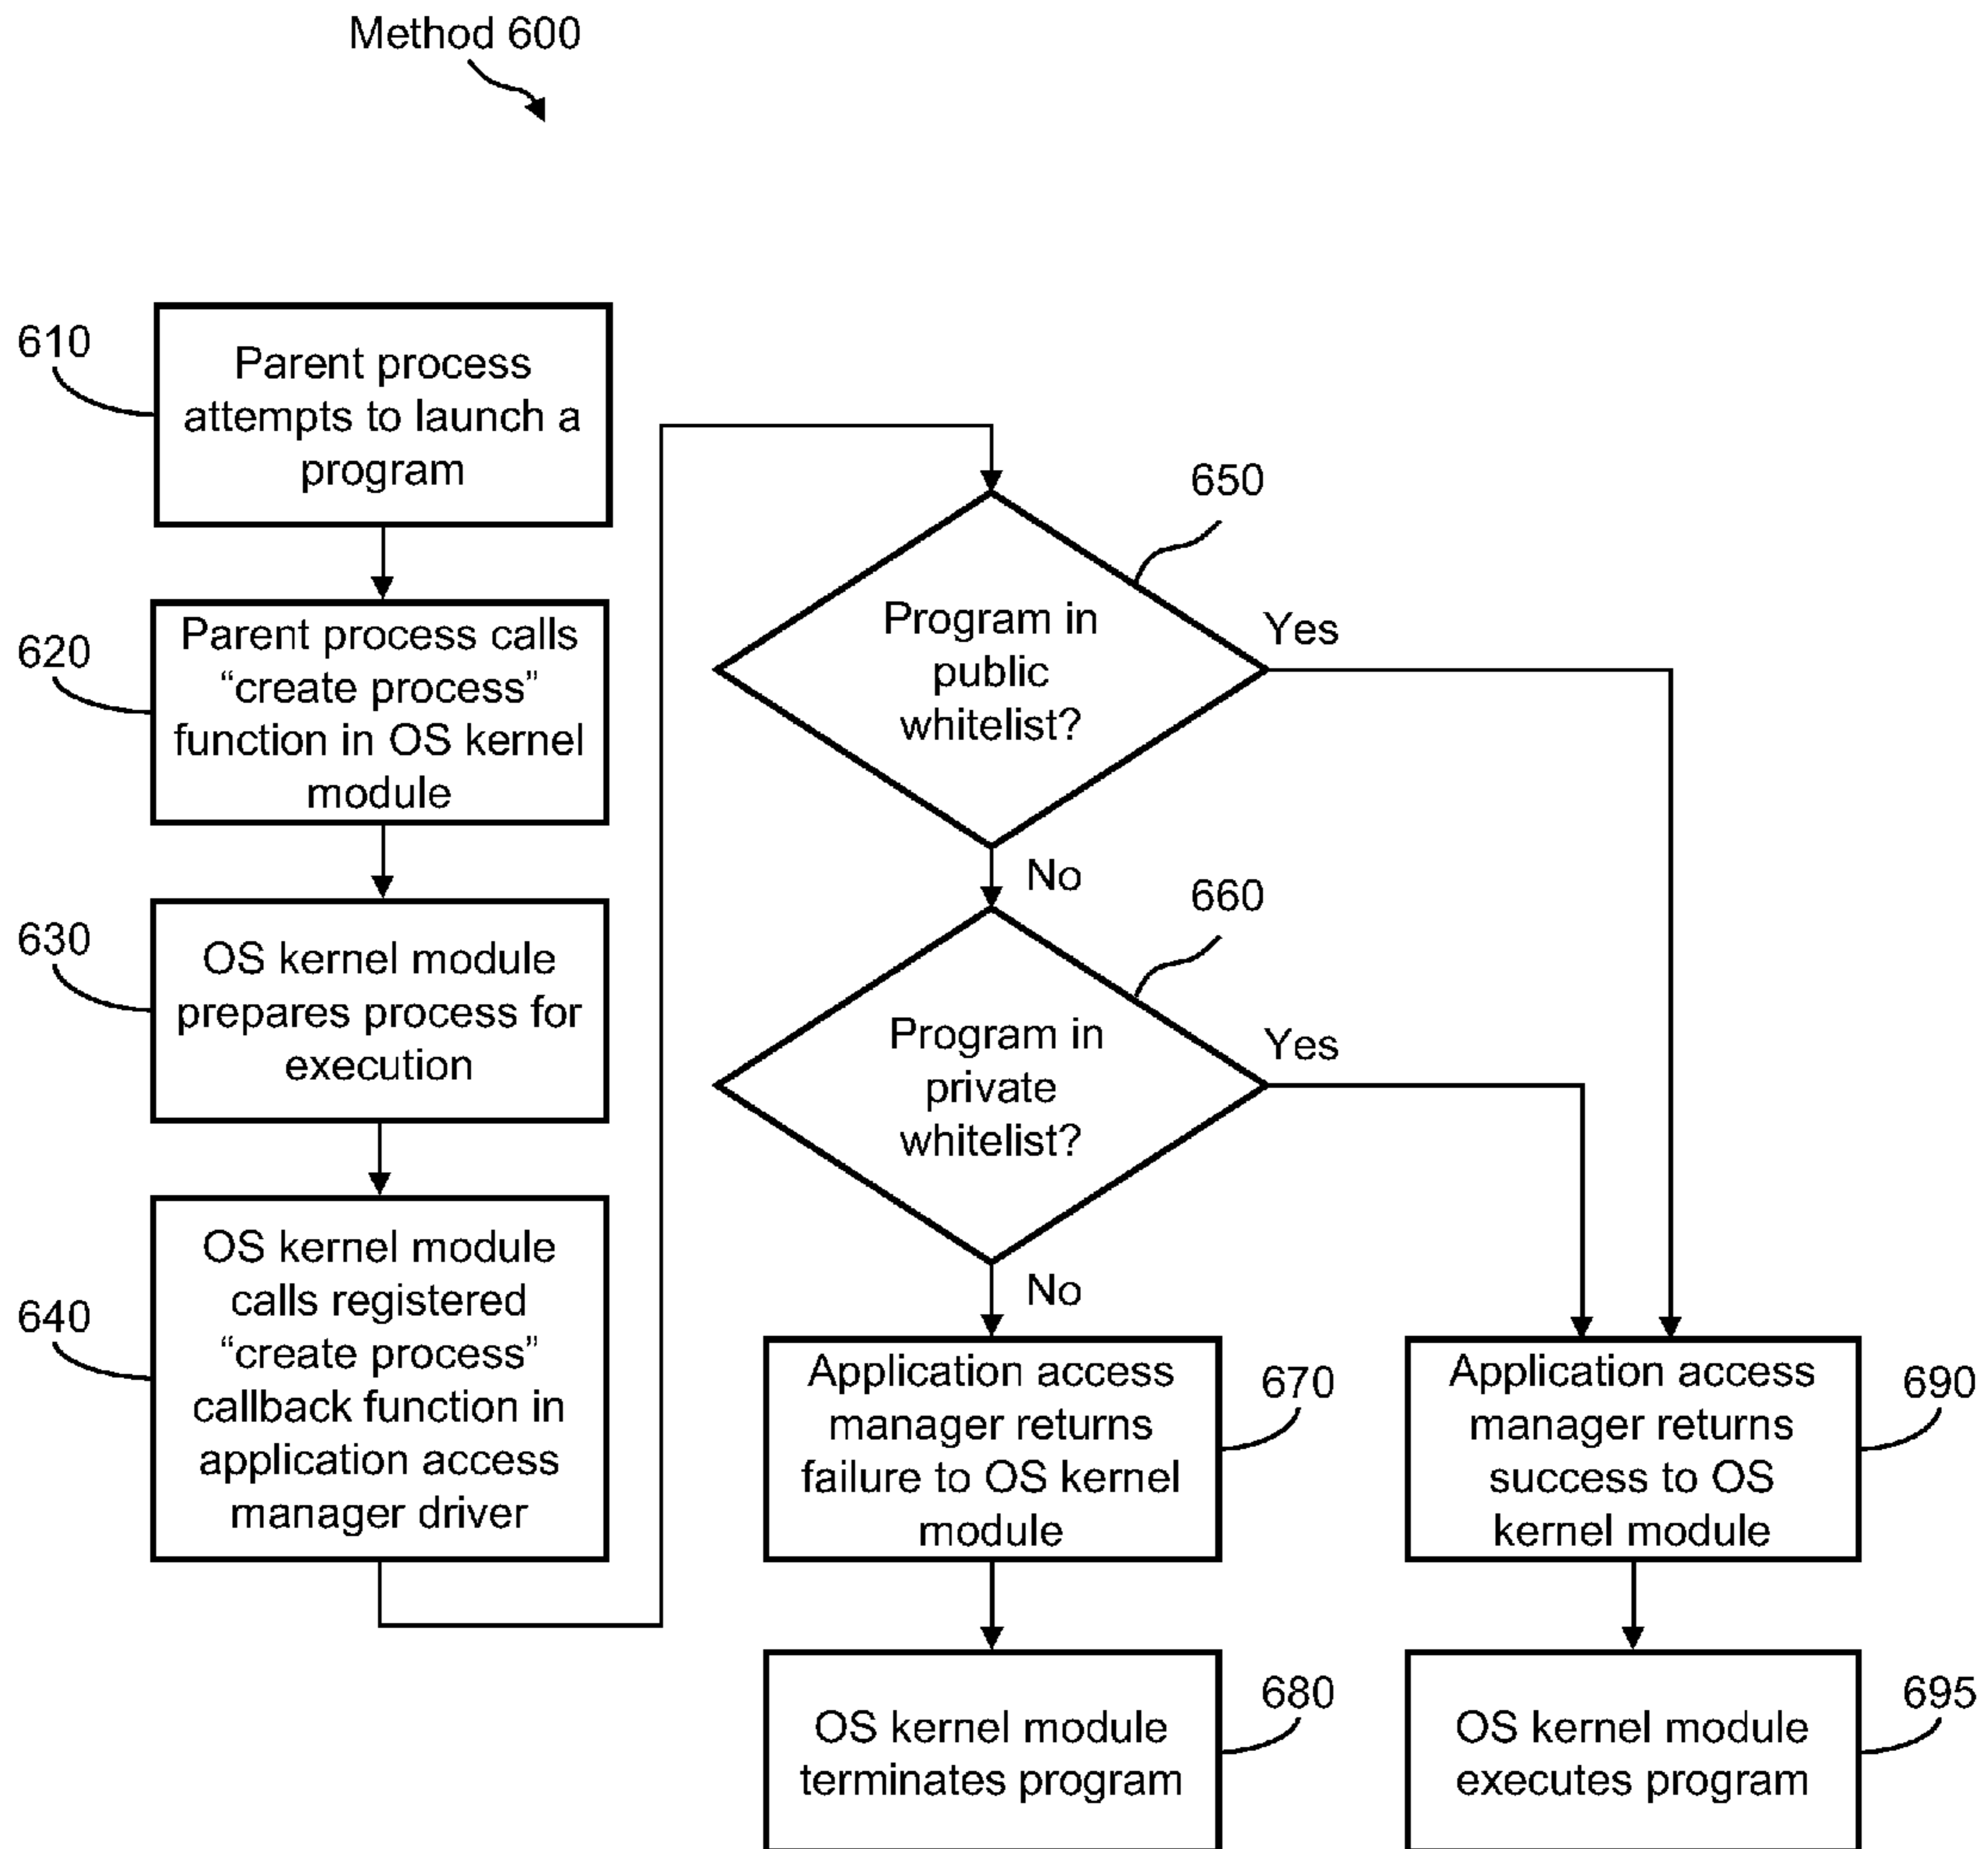 Method 600
610
Parent process
attempts to launch a
program
620
Parent process calls
“create process”
function in OS kernel
module
630
OS kernel module
prepares process for
execution
640
OS kernel module
calls registered
“create process”
callback function in
application access
manager driver
650
Program in
public
whitelist?
Yes
No
660
Program in
private
whitelist?
Yes
No
Application access
manager returns
failure to OS kernel
module
670
OS kernel module
terminates program
680
Application access
manager returns
success to OS
kernel module
690
OS kernel module
executes program
695